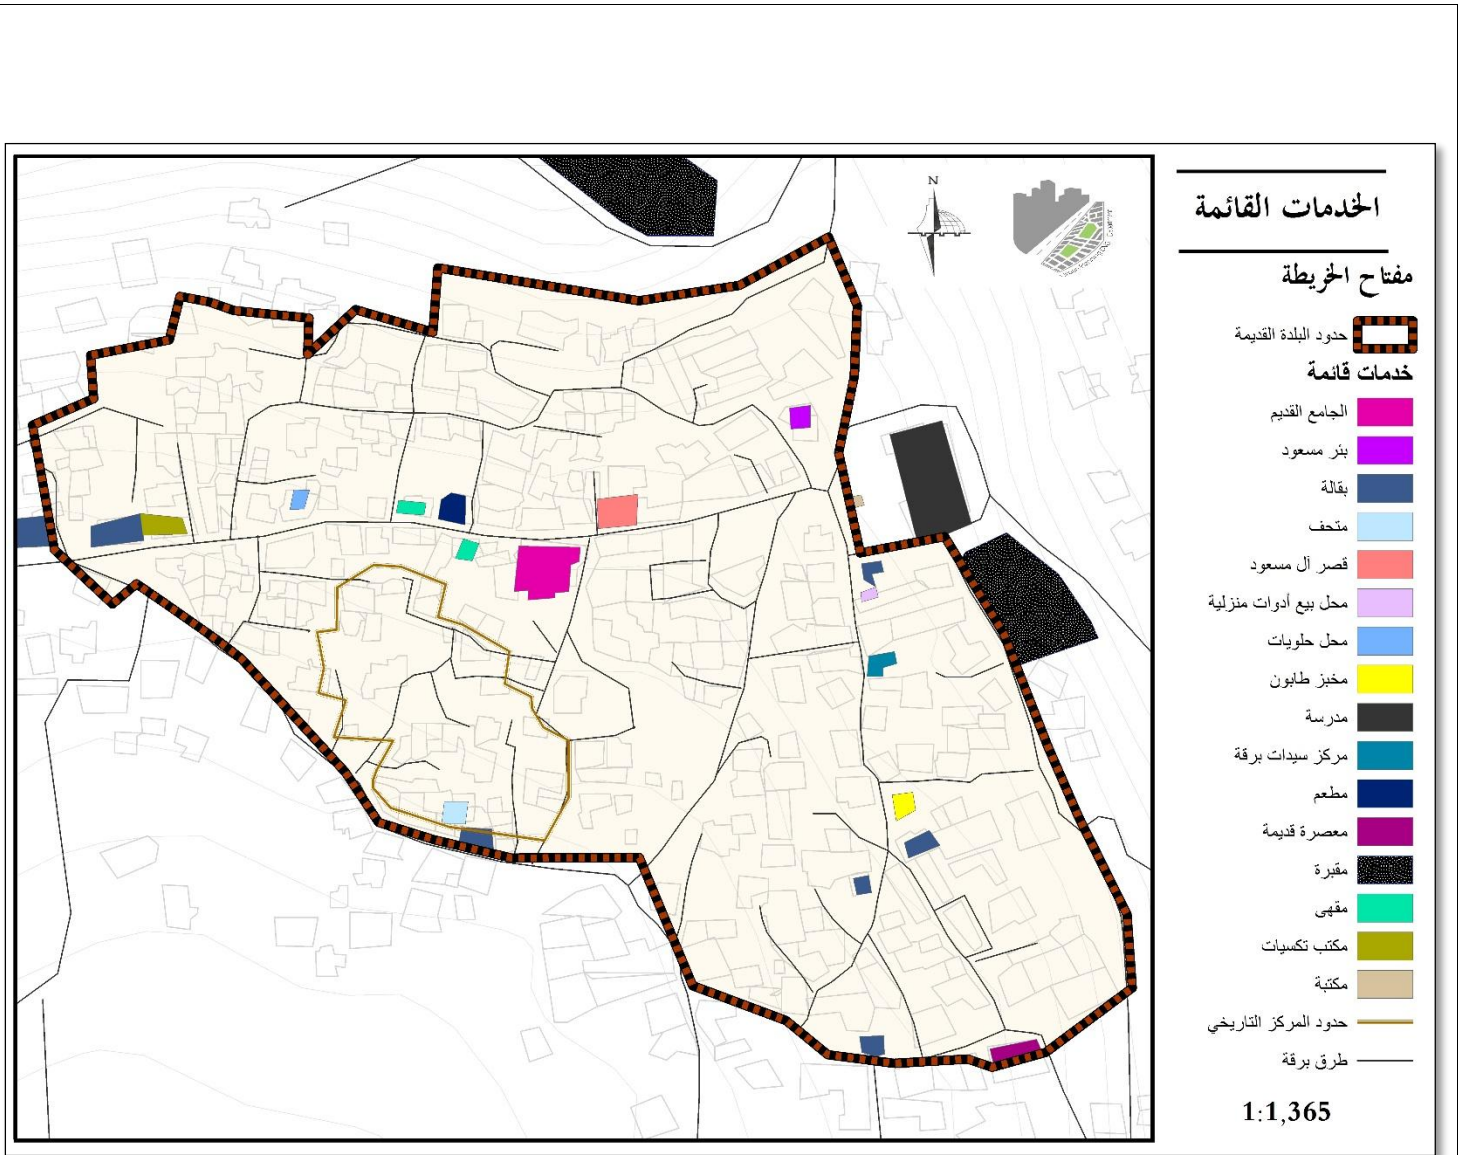 N
الخدمات القائمة
مفتاح الخريطة
حدود البلدة القديمة
خدمات قائمة
الجامع القديم
بئر مسعود
بقالة
متحف
قصر آل مسعود
محل بيع أدوات منزلية
محل حلويات
مخبز طابون
مدرسة
مركز سيدات برقة
مطعم
معصرة قديمة
مقبرة
مقهى
مكتب تكسيات
مكتبة
حدود المركز التاريخي
طرق برقة
1:1,365